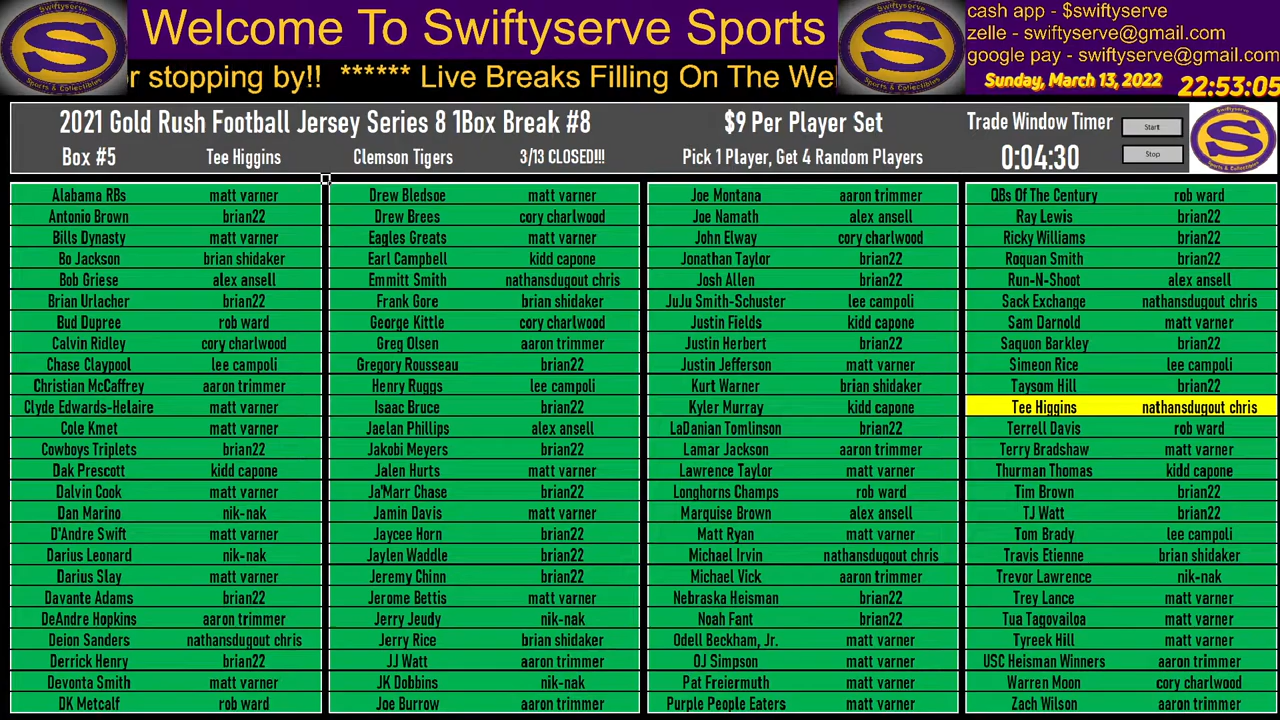 Welcome To Swiftyserve Sports
r stopping by!! ****** Live Breaks Filling On The We
cash app - $swiftyserve
zelle - swiftyserve@gmail.com
google pay - swiftyserve@gmail.com
Sunday, March 13, 2022 22:53:05
S
Swiftyserve
Sports & Collectibles
S
Swiftyserve
Sports & Collectibles
2021 Gold Rush Football Jersey Series 8 1Box Break #8
$9 Per Player Set
Trade Window Timer
Start
Box #5 Tee Higgins Clemson Tigers 3/13 CLOSED!!!
Pick 1 Player, Get 4 Random Players
0:04:30
Stop
Swiftyserve
S
Sports & Collectibles
Alabama RBs matt varner
Antonio Brown brian22
Bills Dynasty matt varner
Bo Jackson brian shidaker
Bob Griese alex ansell
Brian Urlacher brian22
Bud Dupree rob ward
Calvin Ridley cory charlwood
Chase Claypool lee campoli
Christian McCaffrey aaron trimmer
Clyde Edwards-Helaire matt varner
Cole Kmet matt varner
Cowboys Triplets brian22
Dak Prescott kidd capone
Dalvin Cook matt varner
Dan Marino nik-nak
D'Andre Swift matt varner
Darius Leonard nik-nak
Darius Slay matt varner
Davante Adams brian22
DeAndre Hopkins aaron trimmer
Deion Sanders nathansdugout chris
Derrick Henry brian22
Devonta Smith matt varner
DK Metcalf rob ward
Drew Bledsoe matt varner
Drew Brees cory charlwood
Eagles Greats matt varner
Earl Campbell kidd capone
Emmitt Smith nathansdugout chris
Frank Gore brian shidaker
George Kittle cory charlwood
Greg Olsen aaron trimmer
Gregory Rousseau brian22
Henry Ruggs lee campoli
Isaac Bruce brian22
Jaelan Phillips alex ansell
Jakobi Meyers brian22
Jalen Hurts matt varner
Ja'Marr Chase brian22
Jamin Davis matt varner
Jaycee Horn brian22
Jaylen Waddle brian22
Jeremy Chinn brian22
Jerome Bettis matt varner
Jerry Jeudy nik-nak
Jerry Rice brian shidaker
JJ Watt aaron trimmer
JK Dobbins nik-nak
Joe Burrow aaron trimmer
Joe Montana aaron trimmer
Joe Namath alex ansell
John Elway cory charlwood
Jonathan Taylor brian22
Josh Allen brian22
JuJu Smith-Schuster lee campoli
Justin Fields kidd capone
Justin Herbert brian22
Justin Jefferson matt varner
Kurt Warner brian shidaker
Kyler Murray kidd capone
LaDanian Tomlinson brian22
Lamar Jackson aaron trimmer
Lawrence Taylor matt varner
Longhorns Champs rob ward
Marquise Brown alex ansell
Matt Ryan matt varner
Michael Irvin nathansdugout chris
Michael Vick aaron trimmer
Nebraska Heisman brian22
Noah Fant brian22
Odell Beckham, Jr. matt varner
OJ Simpson matt varner
Pat Freiermuth matt varner
Purple People Eaters matt varner
QBs Of The Century rob ward
Ray Lewis brian22
Ricky Williams brian22
Roquan Smith brian22
Run-N-Shoot alex ansell
Sack Exchange nathansdugout chris
Sam Darnold matt varner
Saquon Barkley brian22
Simeon Rice lee campoli
Taysom Hill brian22
Tee Higgins nathansdugout chris
Terrell Davis rob ward
Terry Bradshaw matt varner
Thurman Thomas kidd capone
Tim Brown brian22
TJ Watt brian22
Tom Brady lee campoli
Travis Etienne brian shidaker
Trevor Lawrence nik-nak
Trey Lance matt varner
Tua Tagovailoa matt varner
Tyreek Hill matt varner
USC Heisman Winners aaron trimmer
Warren Moon cory charlwood
Zach Wilson aaron trimmer